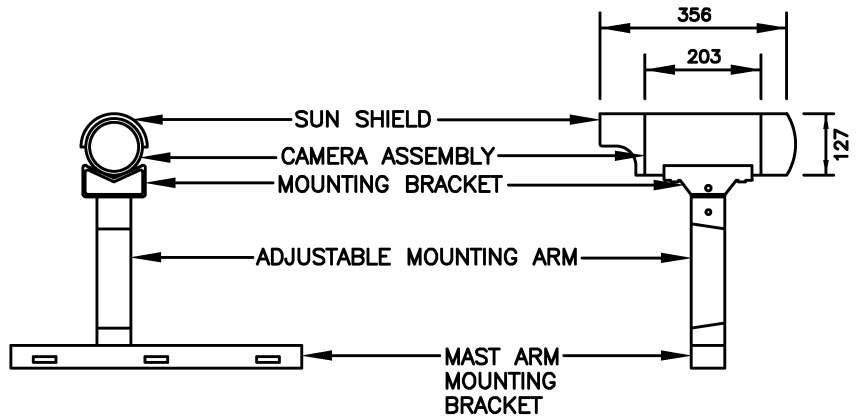 356
203
127
SUN SHIELD
CAMERA ASSEMBLY
MOUNTING BRACKET
ADJUSTABLE MOUNTING ARM
MAST ARM
MOUNTING
BRACKET